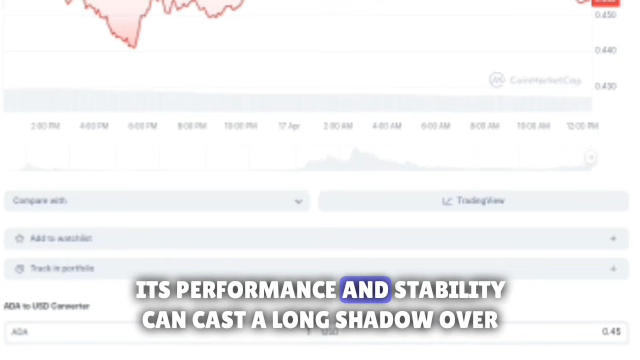 0.450
0.440
CoinMarketCap
0.430
2:00 PM 4:00 PM 6:00 PM 8:00 PM 10:00 PM 17 Apr 2:00 AM 4:00 AM 6:00 AM 8:00 AM 10:00 AM 12:00 PM
Compare with
TradingView
Add to watchlist +
Track in portfolio +
ITS PERFORMANCE AND STABILITY
ADA to USD Converter
CAN CAST A LONG SHADOW OVER
ADA
0.45